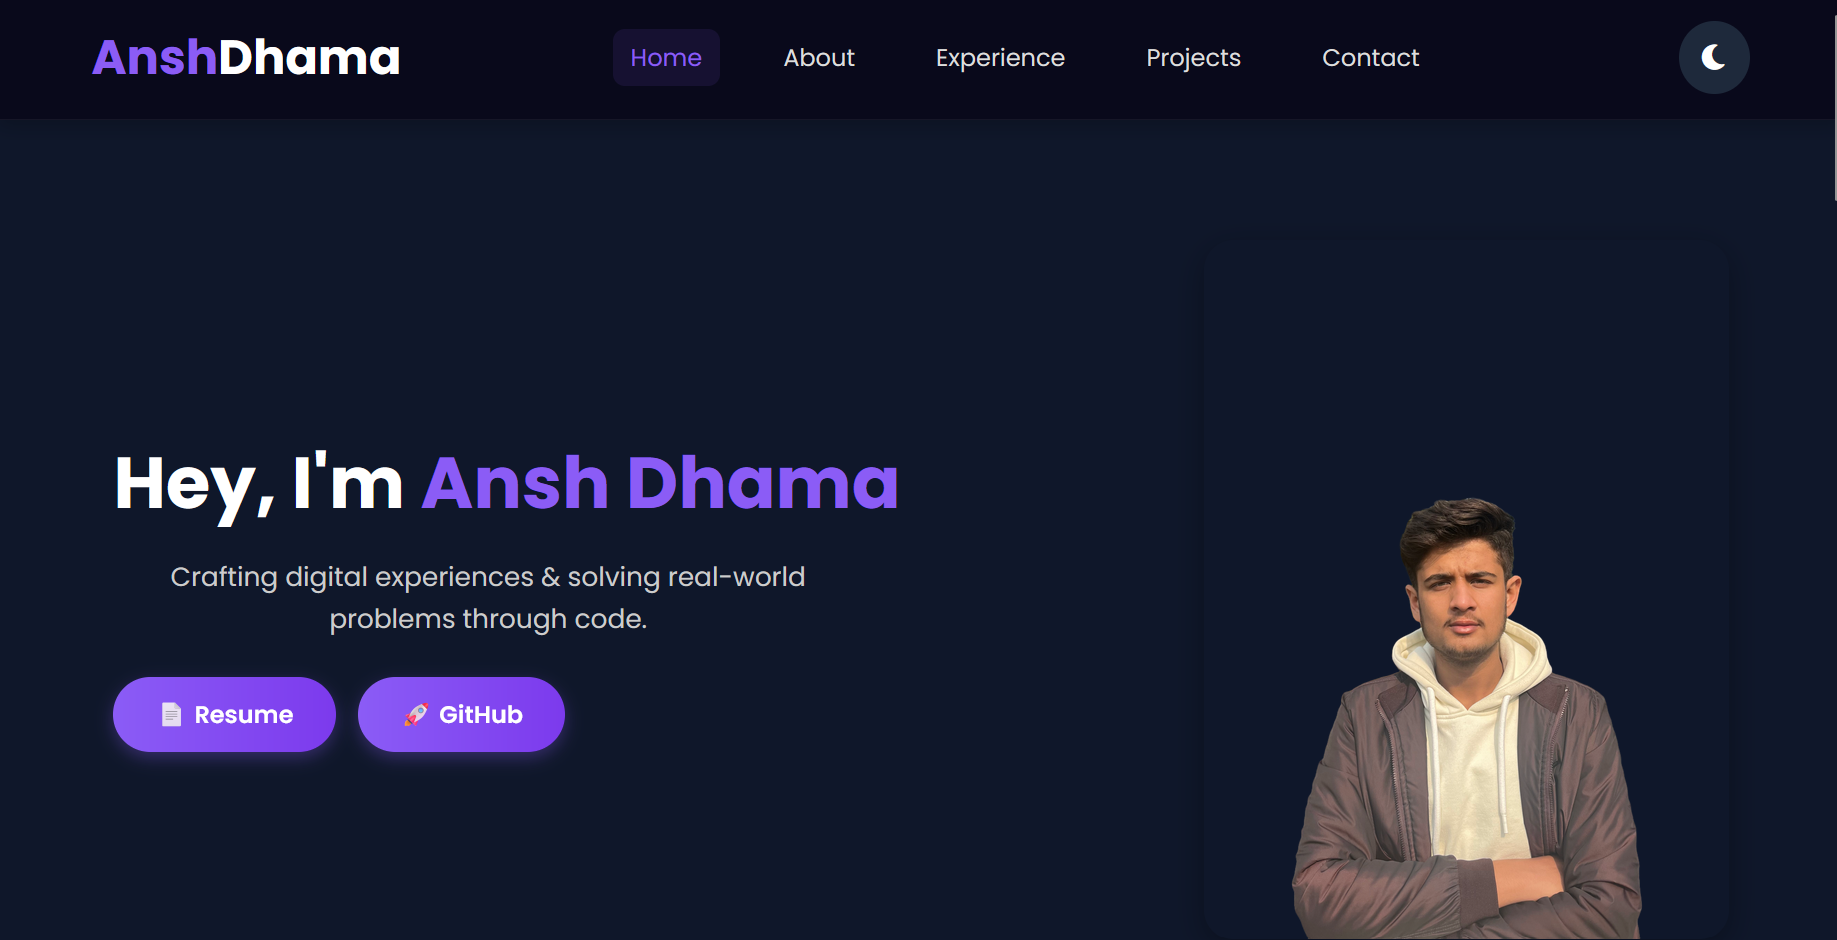 AnshDhama
Home
About
Experience
Projects
Contact
Hey, I'm Ansh Dhama
Crafting digital experiences & solving real-world
problems through code.
Resume
GitHub